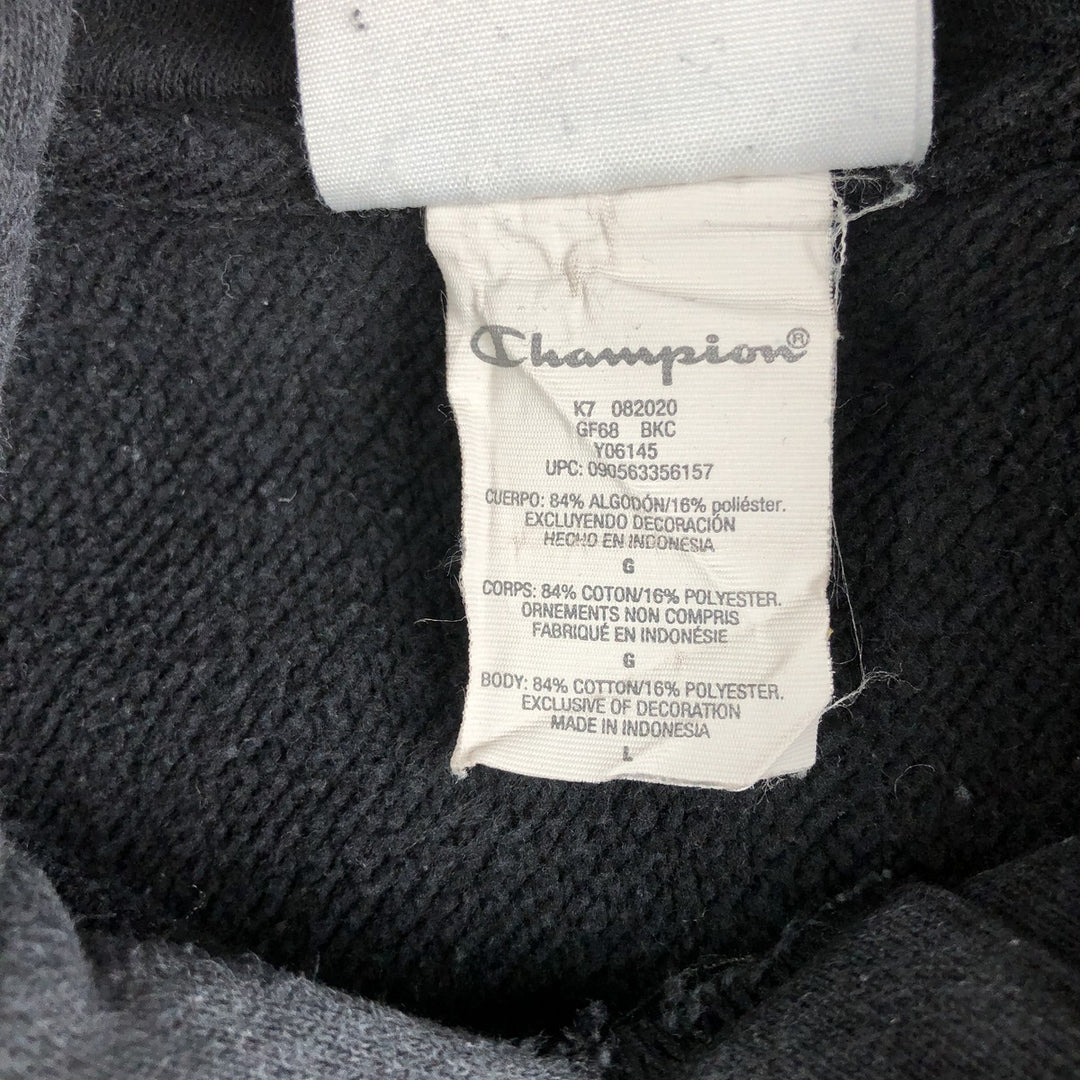 Champion®
K7 082020
GF68 BKC
Y06145
UPC: 090563356157
CUERPO: 84% ALGODÓN/16% poliéster.
EXCLUYENDO DECORACIÓN
HECHO EN INDONESIA
G
CORPS: 84% COTON/16% POLYESTER.
ORNEMENTS NON COMPRIS
FABRIQUÉ EN INDONÉSIE
G
BODY: 84% COTTON/16% POLYESTER.
EXCLUSIVE OF DECORATION
MADE IN INDONESIA
L